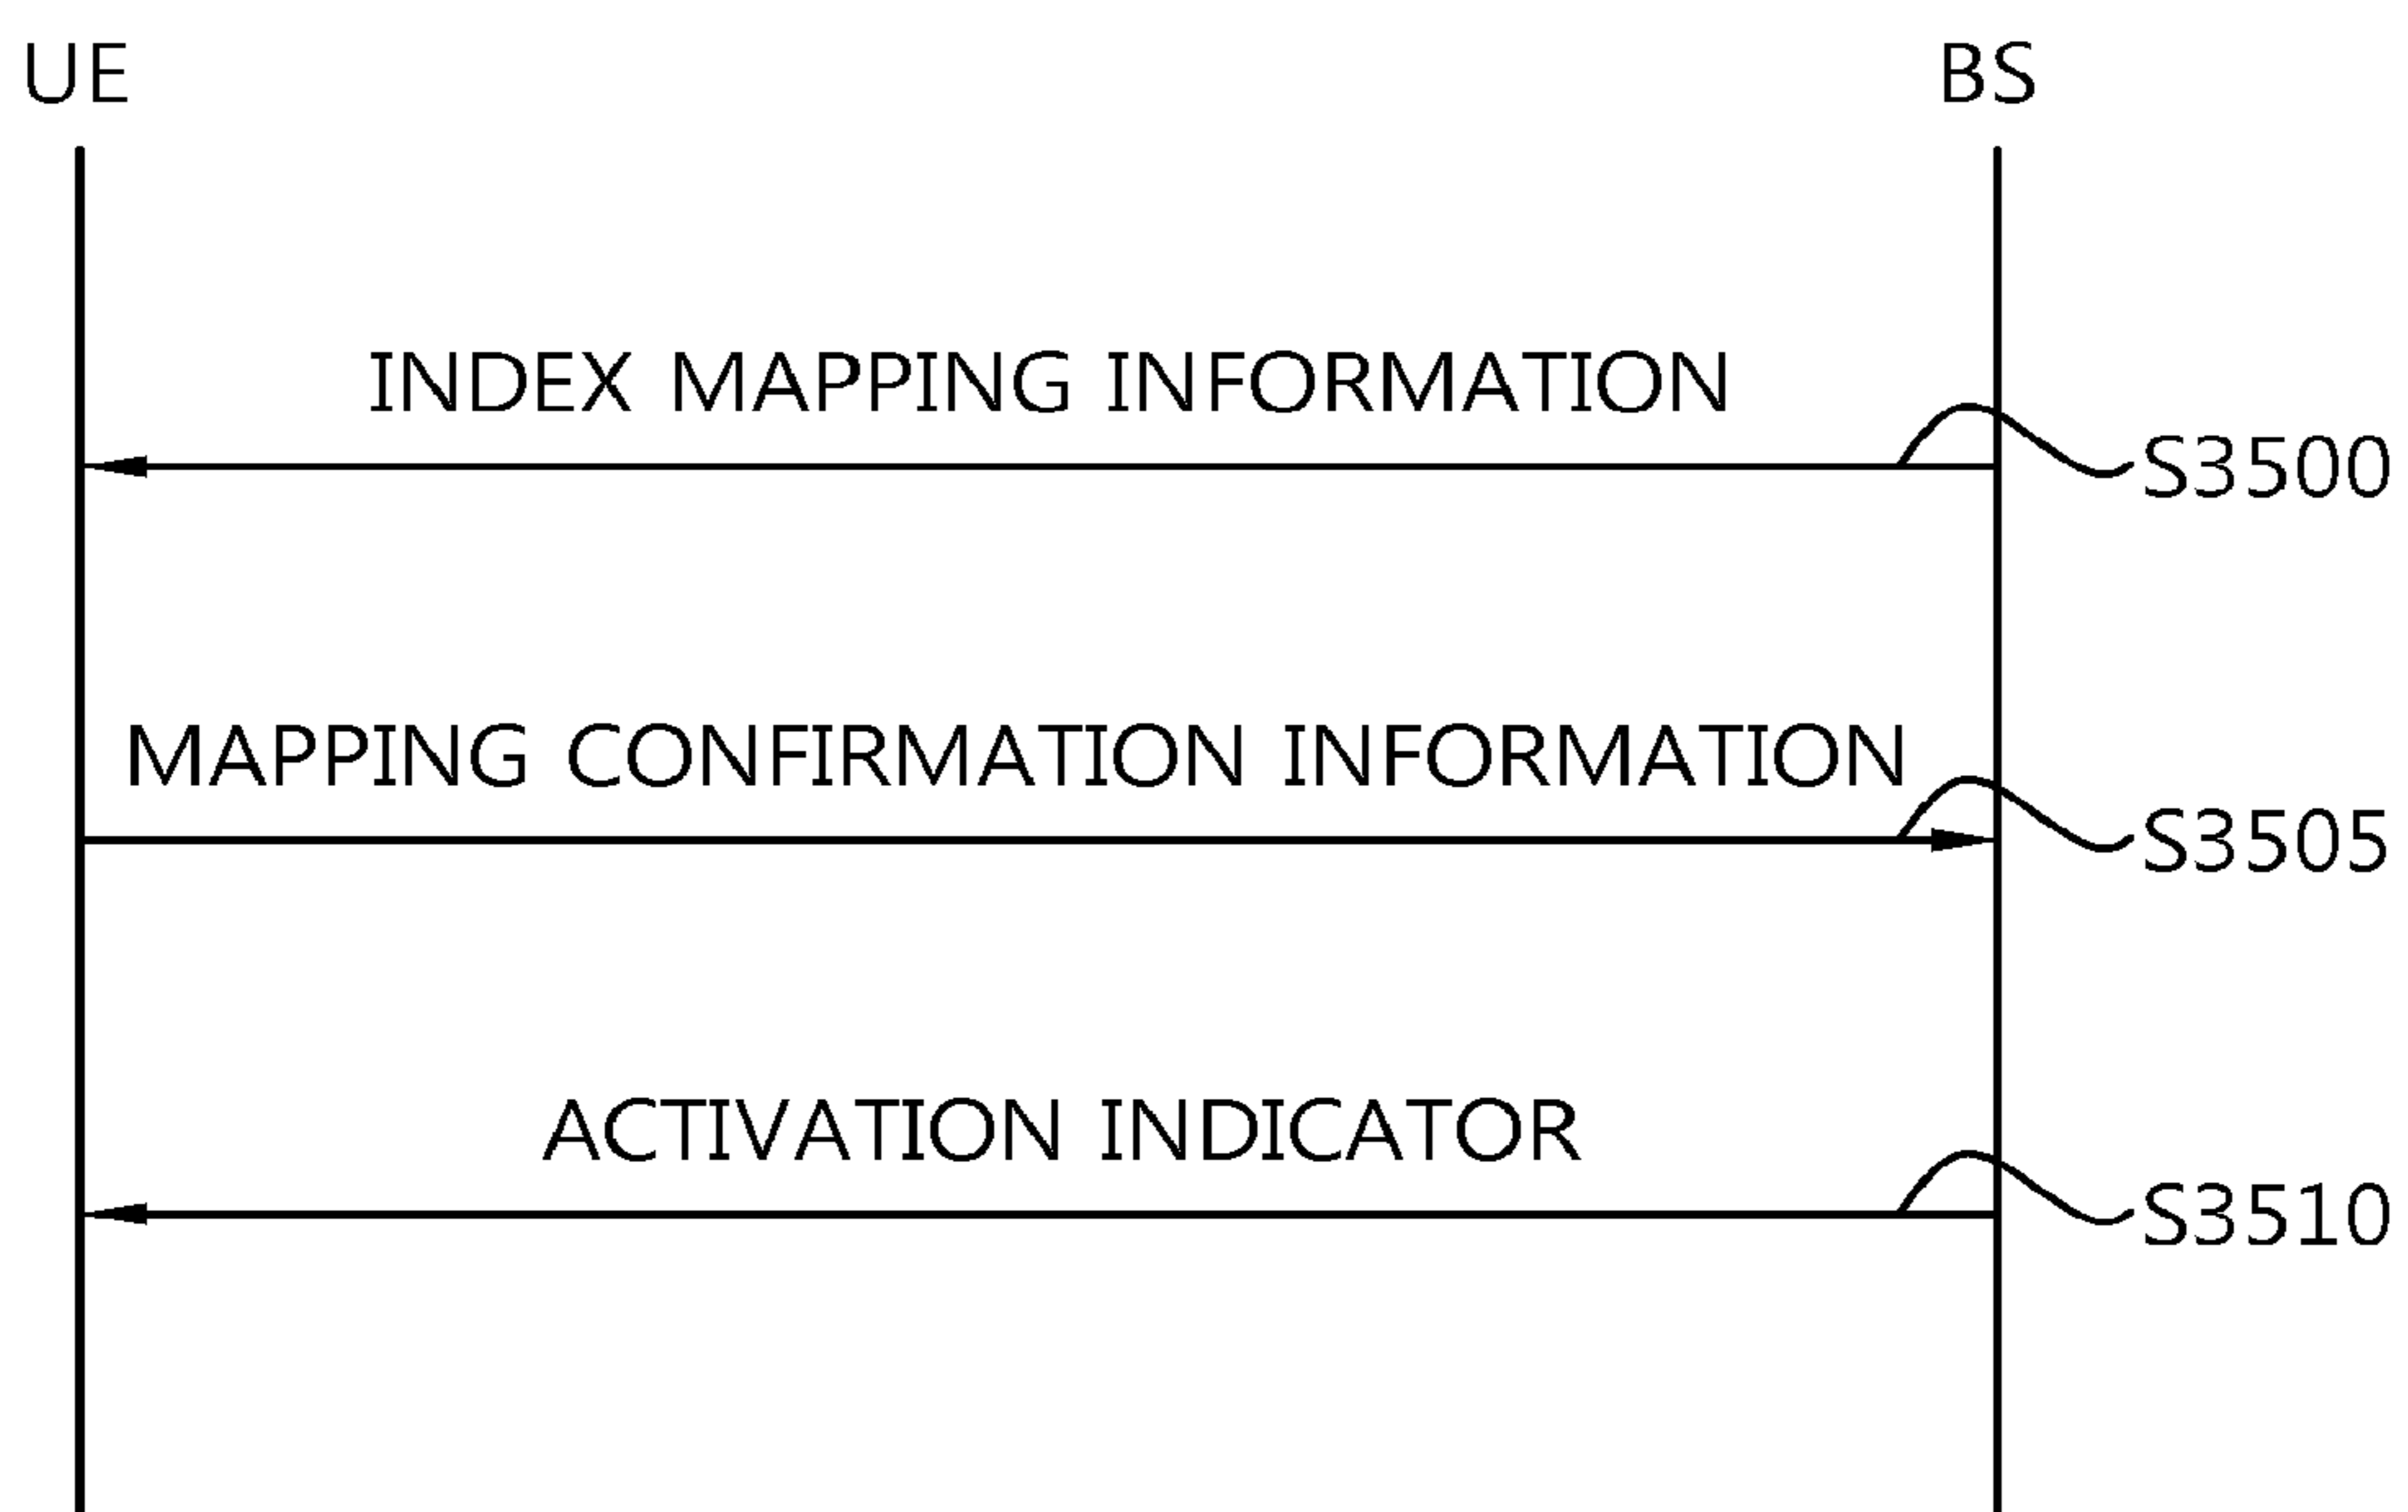 UE
BS
INDEX MAPPING INFORMATION
S3500
MAPPING CONFIRMATION INFORMATION
S3505
ACTIVATION INDICATOR
S3510